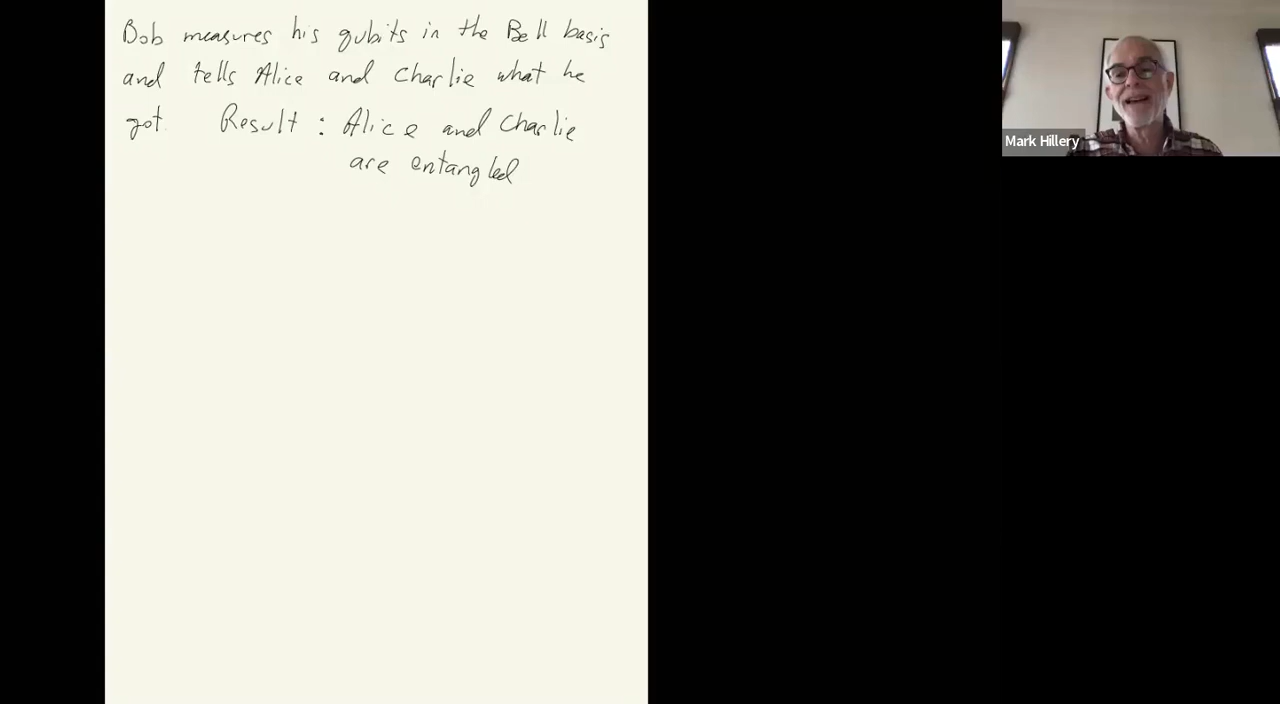 Bob measures his qubits in the Bell basis
and tells Alice and Charlie what he
got. Result : Alice and Charlie
are entangled
Mark Hillery